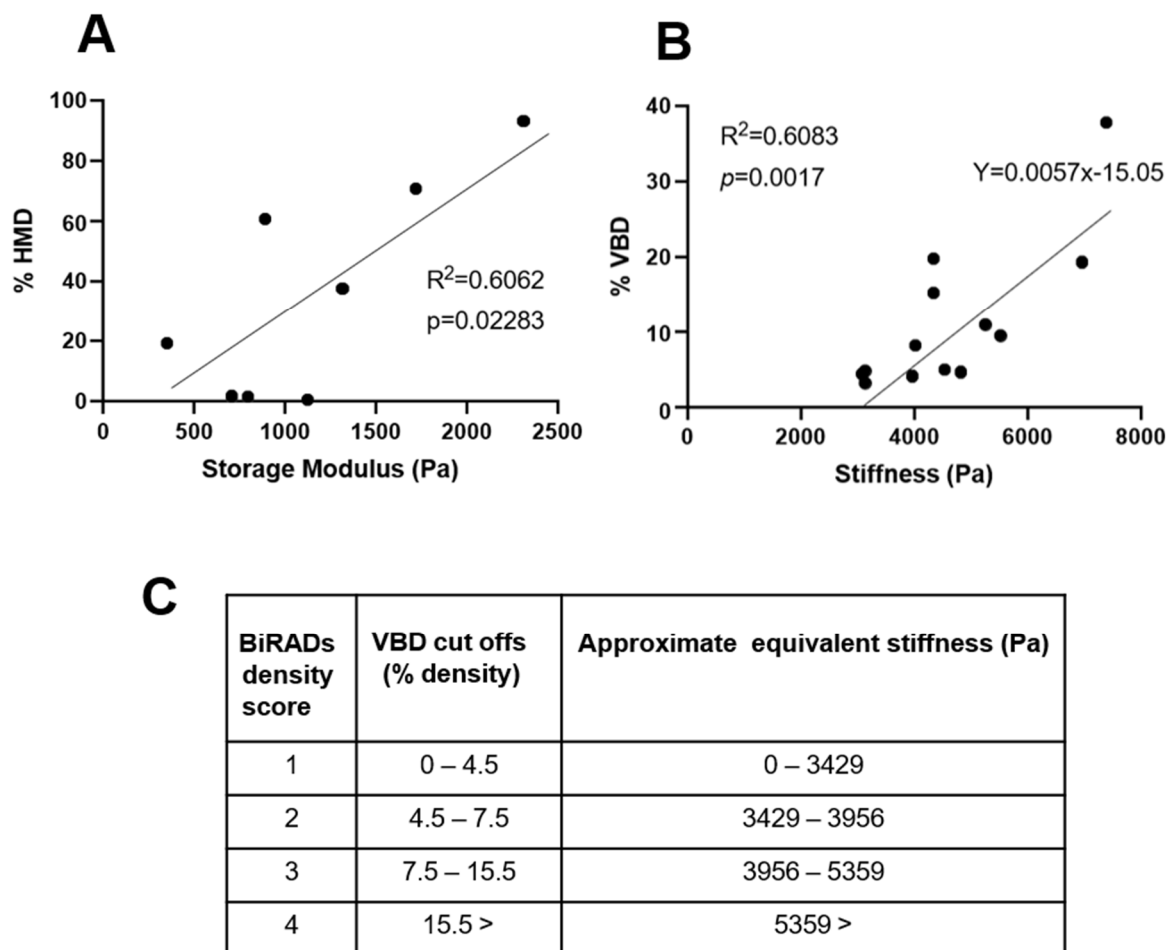 A
100
80
60
40
20
0
% HMD
R²=0.6062
p=0.02283
0 500 1000 1500 2000 2500
Storage Modulus (Pa)
B
40
30
20
10
0
% VBD
R²=0.6083
p=0.0017
Y=0.0057x-15.05
0 2000 4000 6000 8000
Stiffness (Pa)
C
BiRADs
density
score
VBD cut offs
(% density)
Approximate equivalent stiffness (Pa)
1 0 – 4.5 0 – 3429
2 4.5 – 7.5 3429 – 3956
3 7.5 – 15.5 3956 – 5359
4 15.5 > 5359 >